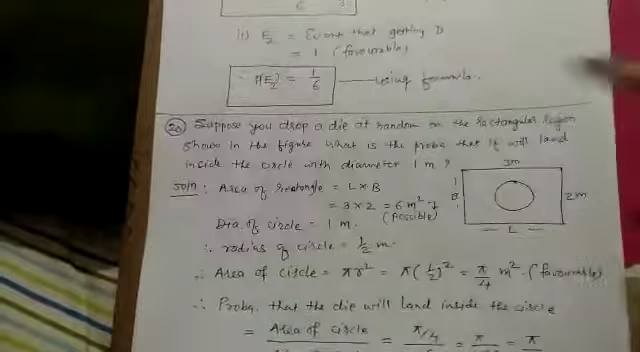 6
(ii) E₂ = Event that getting D
= 1 (favourable)
∴ P(E₂) = 1/6 — using formula.
20 Suppose you drop a die at random on the rectangular region
shown in the figure what is the proba. that it will land
inside the circle with diameter 1 m?
3m
Soln: Area of rectangle = L × B
B
2m
= 3 × 2 = 6 m²
(possible)
L
Dia. of circle = 1 m.
∴ radius of circle = 1/2 m.
∴ Area of circle = πr² = π(1/2)² = π/4 m². (favourable)
∴ Proba. that the die will land inside the circle
= Area of circle = π/4 = π = π